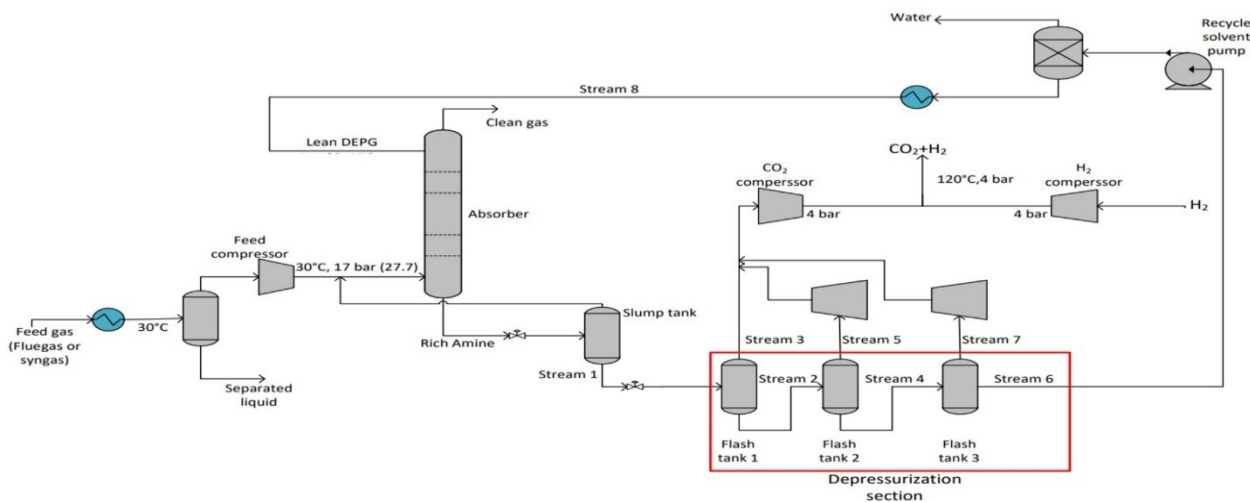 Water
Recycle
solvent
pump
Stream 8
Clean gas
Lean DEPG
CO₂+H₂
CO₂
comperssor
120°C,4 bar
H₂
comperssor
4 bar
4 bar
H₂
Absorber
Feed
compressor
30°C, 17 bar (27.7)
Slump tank
Feed gas
(Fluegas or
syngas)
30°C
Rich Amine
Stream 1
Separated
liquid
Stream 3
Stream 5
Stream 7
Stream 2
Stream 4
Stream 6
Flash
tank 1
Flash
tank 2
Flash
tank 3
Depressurization
section